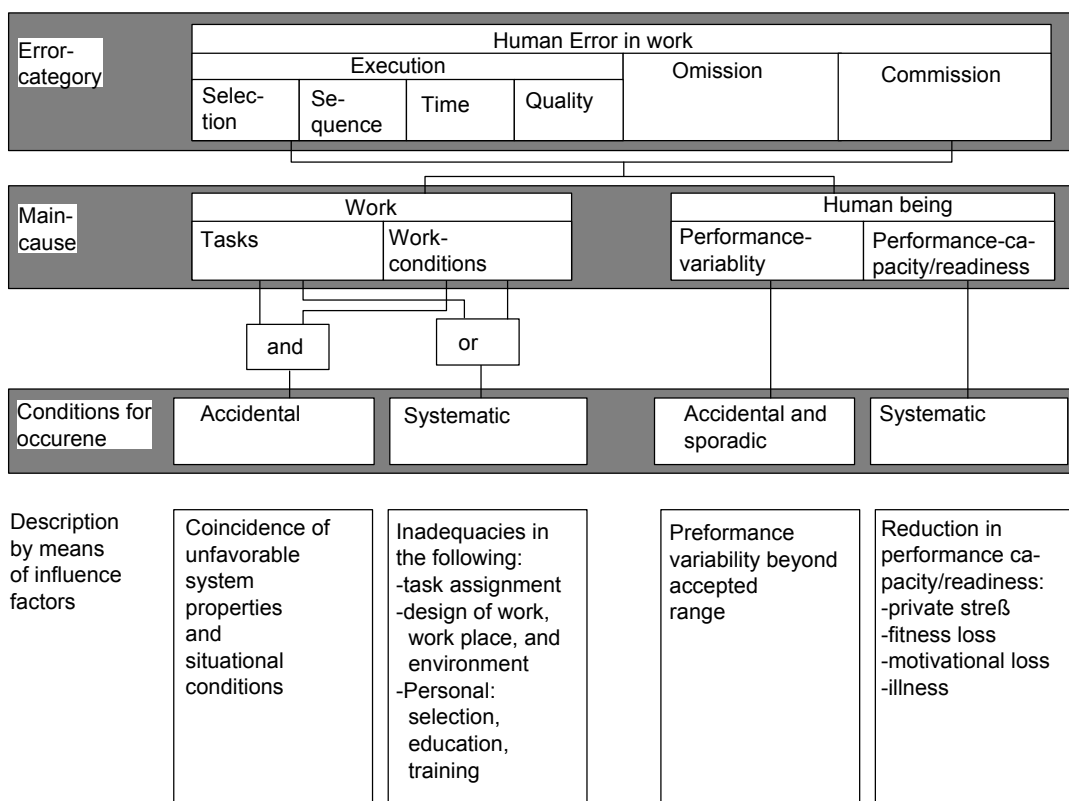 Error-
category
Human Error in work
Execution
Omission
Commission
Selec-
tion
Se-
quence
Time
Quality
Main-
cause
Work
Human being
Tasks
Work-
conditions
Performance-
variablity
Performance-ca-
pacity/readiness
and
or
Conditions for
occurene
Accidental
Systematic
Accidental and
sporadic
Systematic
Description
by means
of influence
factors
Coincidence of
unfavorable
system
properties
and
situational
conditions
Inadequacies in
the following:
-task assignment
-design of work,
work place, and
environment
-Personal:
selection,
education,
training
Preformance
variability beyond
accepted
range
Reduction in
performance ca-
pacity/readiness:
-private streß
-fitness loss
-motivational loss
-illness